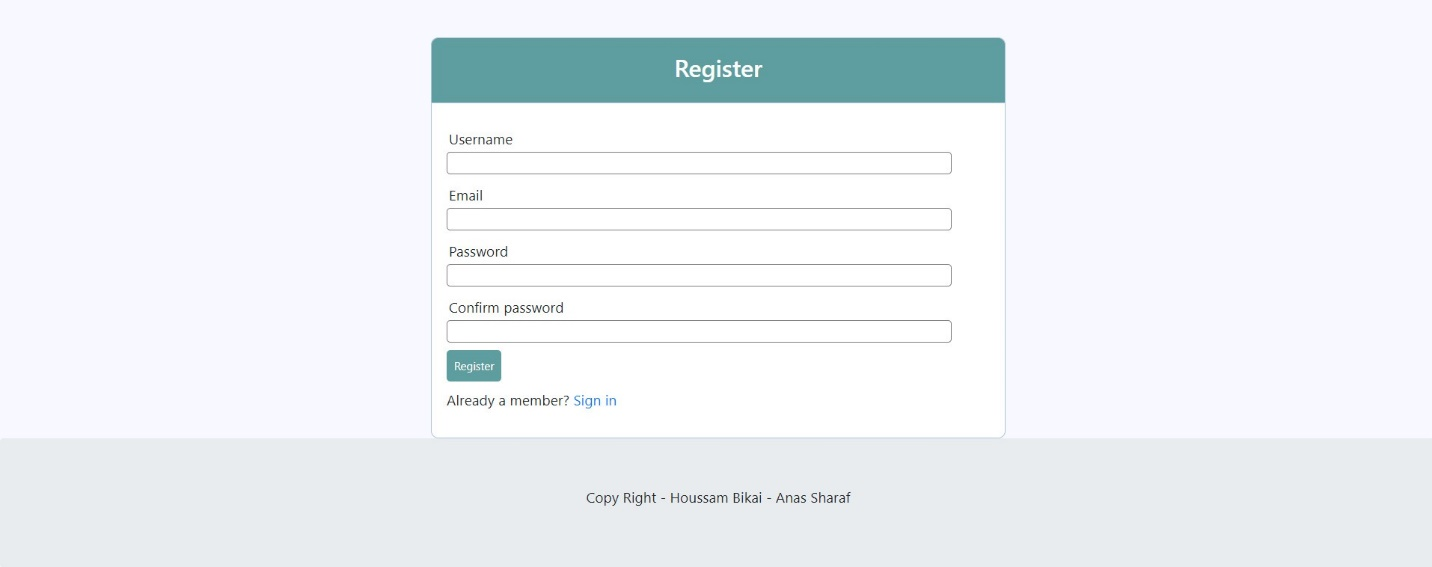 Register
Username
Email
Password
Confirm password
Register
Already a member? Sign in
Copy Right - Houssam Bikai - Anas Sharaf